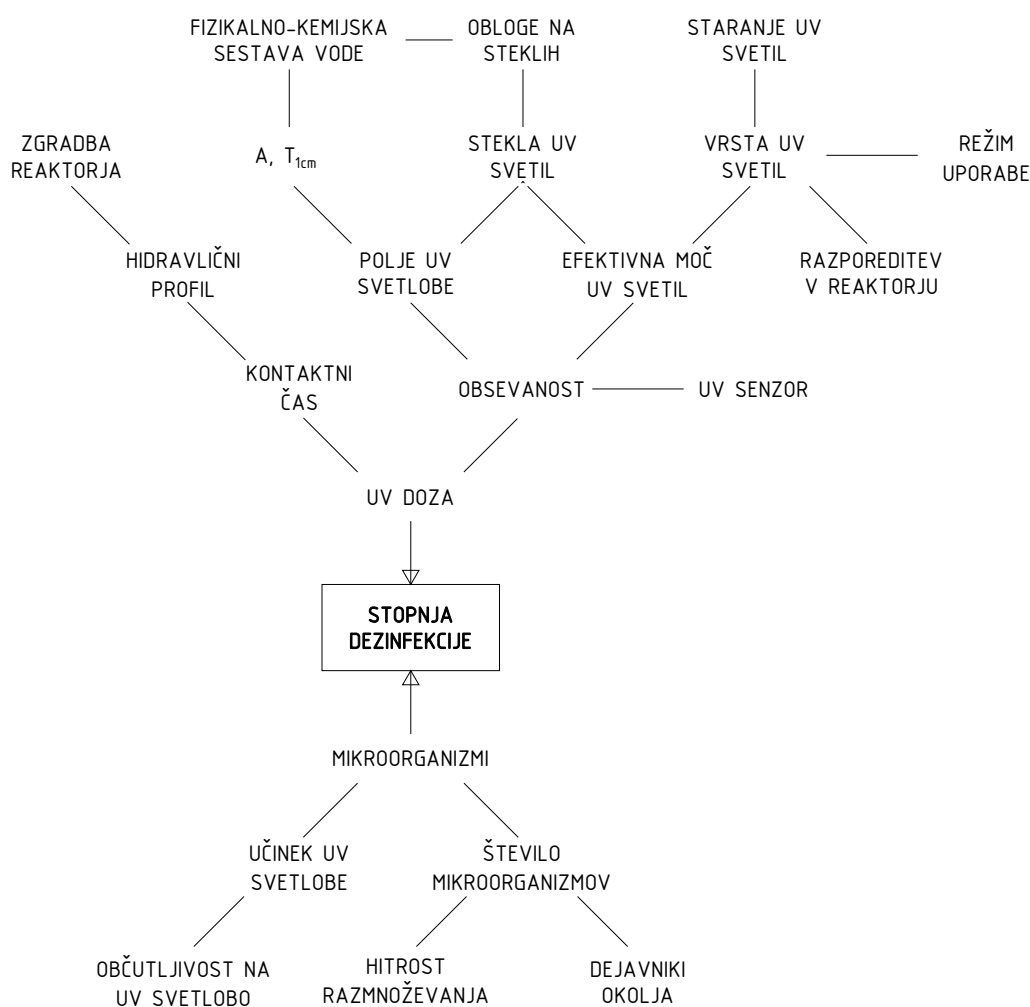 FIZIKALNO-KEMIJSKA
SESTAVA VODE
OBLOGE NA
STEKLIH
STARANJE UV
SVETIL
ZGRADBA
REAKTORJA
A, T1cm
STEKLA UV
SVETIL
VRSTA UV
SVETIL
REŽIM
UPORABE
HIDRAVLIČNI
PROFIL
POLJE UV
SVETLOBE
EFEKTIVNA MOČ
UV SVETIL
RAZPOREDITEV
V REAKTORJU
KONTAKTNI
ČAS
OBSEVANOST
UV SENZOR
UV DOZA
STOPNJA
DEZINFEKCIJE
MIKROORGANIZMI
UČINEK UV
SVETLOBE
ŠTEVILO
MIKROORGANIZMOV
OBČUTLJIVOST NA
UV SVETLOBO
HITROST
RAZMNOŽEVANJA
DEJAVNIKI
OKOLJA